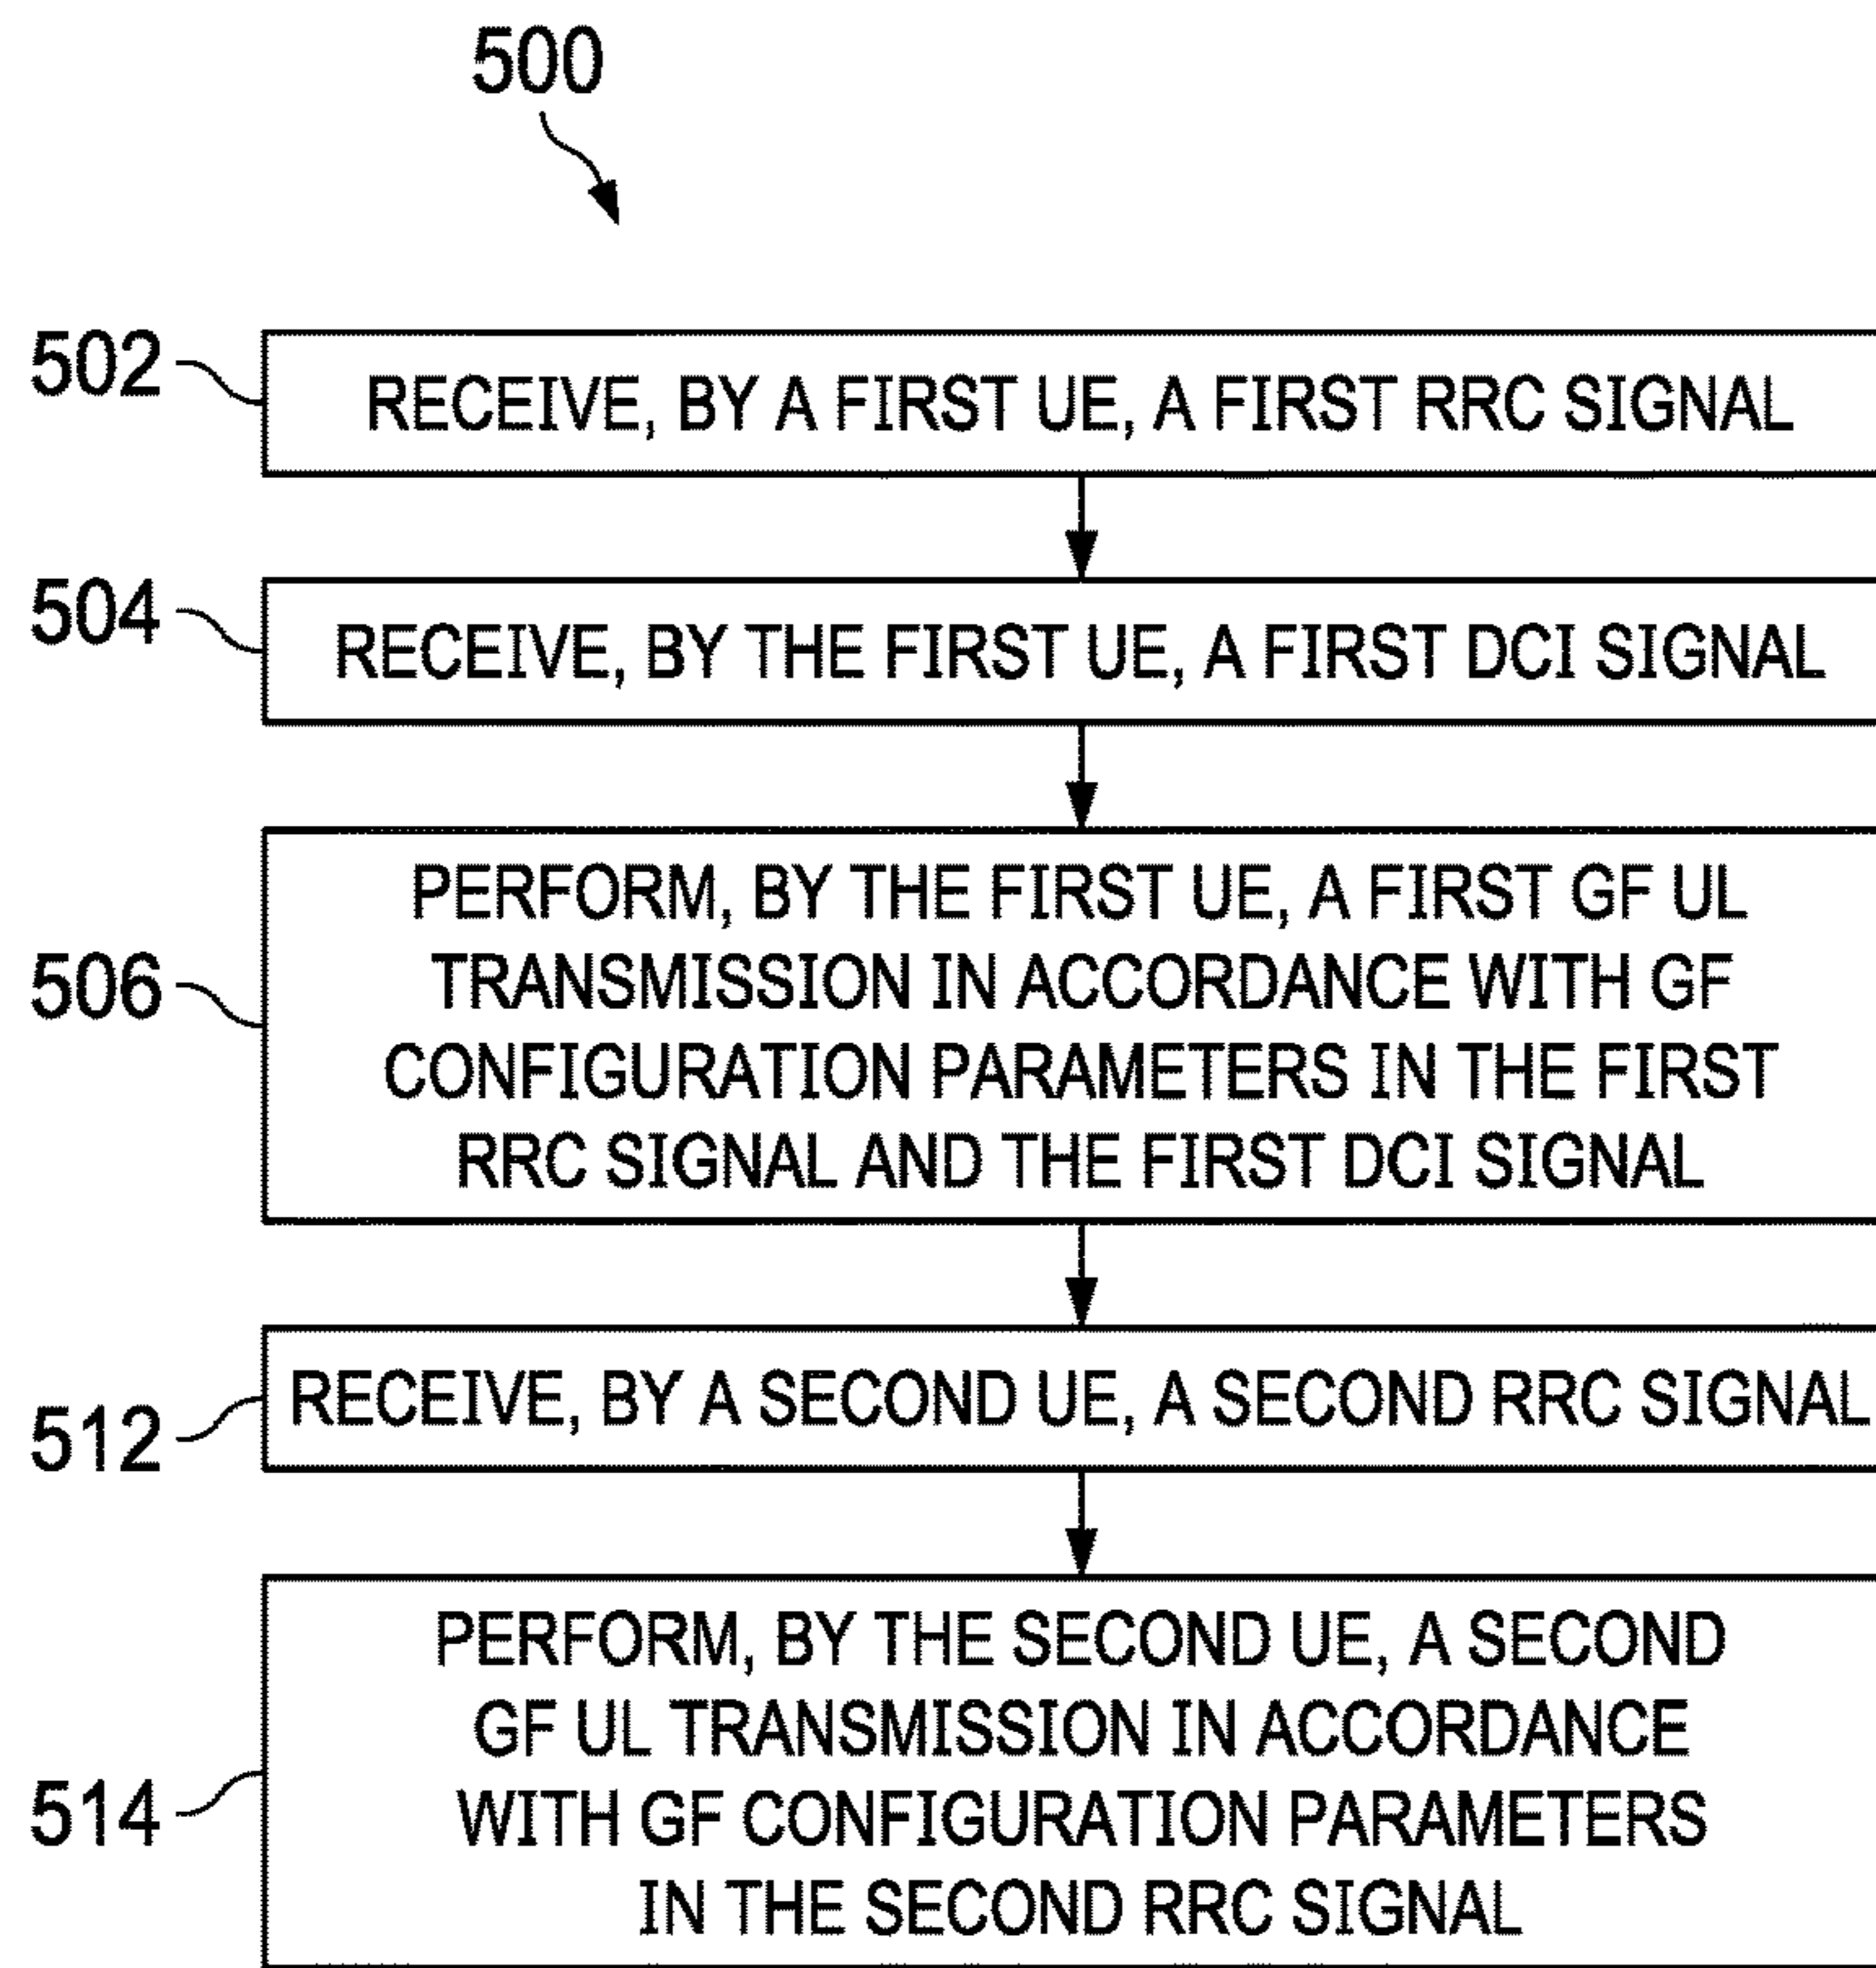 500
502
RECEIVE, BY A FIRST UE, A FIRST RRC SIGNAL
504
RECEIVE, BY THE FIRST UE, A FIRST DCI SIGNAL
506
PERFORM, BY THE FIRST UE, A FIRST GF UL
TRANSMISSION IN ACCORDANCE WITH GF
CONFIGURATION PARAMETERS IN THE FIRST
RRC SIGNAL AND THE FIRST DCI SIGNAL
512
RECEIVE, BY A SECOND UE, A SECOND RRC SIGNAL
514
PERFORM, BY THE SECOND UE, A SECOND
GF UL TRANSMISSION IN ACCORDANCE
WITH GF CONFIGURATION PARAMETERS
IN THE SECOND RRC SIGNAL